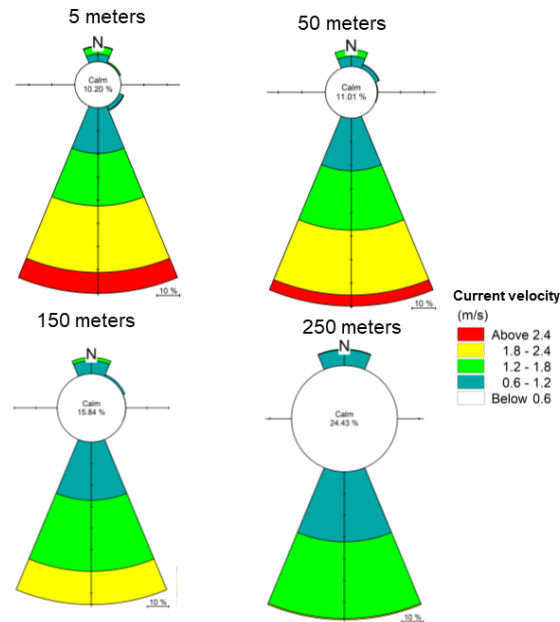 5 meters
50 meters
N
Calm
10.20 %
10 %
N
Calm
11.01 %
10 %
Current velocity
(m/s)
Above 2.4
1.8 - 2.4
1.2 - 1.8
0.6 - 1.2
Below 0.6
150 meters
250 meters
N
Calm
15.84 %
10 %
N
Calm
24.43 %
10 %